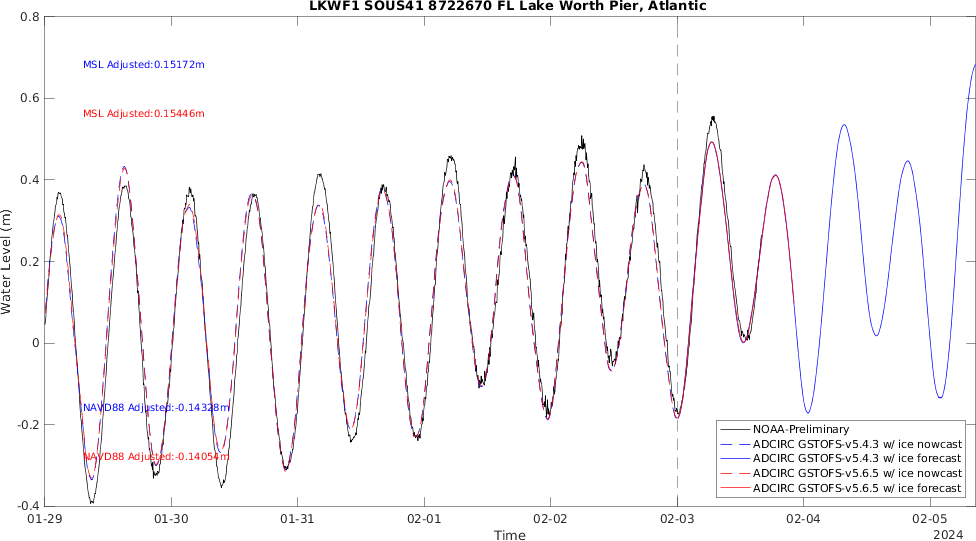 LKWF1 SOUS41 8722670 FL Lake Worth Pier, Atlantic
0.8
0.6
0.4
0.2
0
-0.2
-0.4
Water Level (m)
MSL Adjusted:0.15172m
MSL Adjusted:0.15446m
NAVD88 Adjusted:-0.14328m
NAVD88 Adjusted:-0.14054m
NOAA-Preliminary
ADCIRC GSTOFS-v5.4.3 w/ ice nowcast
ADCIRC GSTOFS-v5.4.3 w/ ice forecast
ADCIRC GSTOFS-v5.6.5 w/ ice nowcast
ADCIRC GSTOFS-v5.6.5 w/ ice forecast
01-29 01-30 01-31 02-01 02-02 02-03 02-04 02-05
Time
2024